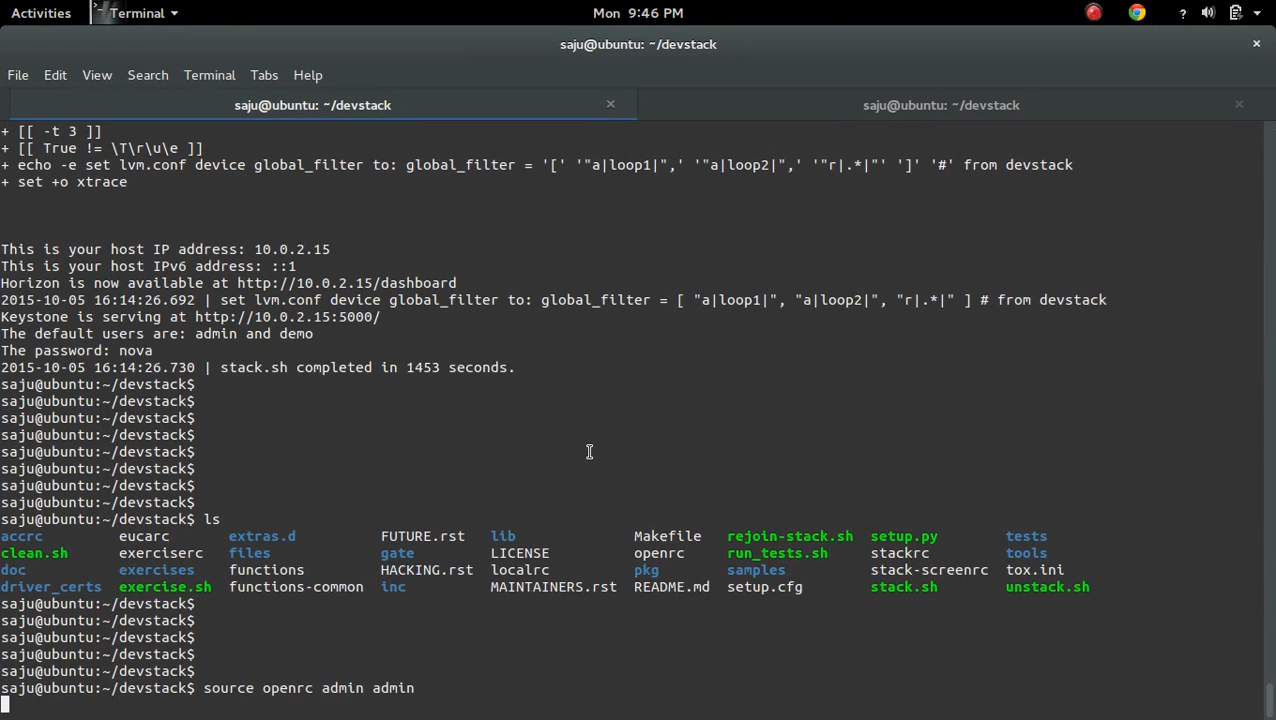 Activities Terminal Mon 9:46 PM ?
saju@ubuntu: ~/devstack ×
File Edit View Search Terminal Tabs Help
saju@ubuntu: ~/devstack × saju@ubuntu: ~/devstack ×
+ [[ -t 3 ]]
+ [[ True != \T\r\u\e ]]
+ echo -e set lvm.conf device global_filter to: global_filter = '[' '"a|loop1|",' '"a|loop2|",' '"r|.*|"' ']' '#' from devstack
+ set +o xtrace
This is your host IP address: 10.0.2.15
This is your host IPv6 address: ::1
Horizon is now available at http://10.0.2.15/dashboard
2015-10-05 16:14:26.692 | set lvm.conf device global_filter to: global_filter = [ "a|loop1|", "a|loop2|", "r|.*|" ] # from devstack
Keystone is serving at http://10.0.2.15:5000/
The default users are: admin and demo
The password: nova
2015-10-05 16:14:26.730 | stack.sh completed in 1453 seconds.
saju@ubuntu:~/devstack$
saju@ubuntu:~/devstack$
saju@ubuntu:~/devstack$
saju@ubuntu:~/devstack$
saju@ubuntu:~/devstack$
saju@ubuntu:~/devstack$
saju@ubuntu:~/devstack$
saju@ubuntu:~/devstack$
saju@ubuntu:~/devstack$ ls
accrc eucarc extras.d FUTURE.rst lib Makefile rejoin-stack.sh setup.py tests
clean.sh exerciserc files gate LICENSE openrc run_tests.sh stackrc tools
doc exercises functions HACKING.rst localrc pkg samples stack-screenrc tox.ini
driver_certs exercise.sh functions-common inc MAINTAINERS.rst README.md setup.cfg stack.sh unstack.sh
saju@ubuntu:~/devstack$
saju@ubuntu:~/devstack$
saju@ubuntu:~/devstack$
saju@ubuntu:~/devstack$
saju@ubuntu:~/devstack$
saju@ubuntu:~/devstack$ source openrc admin admin